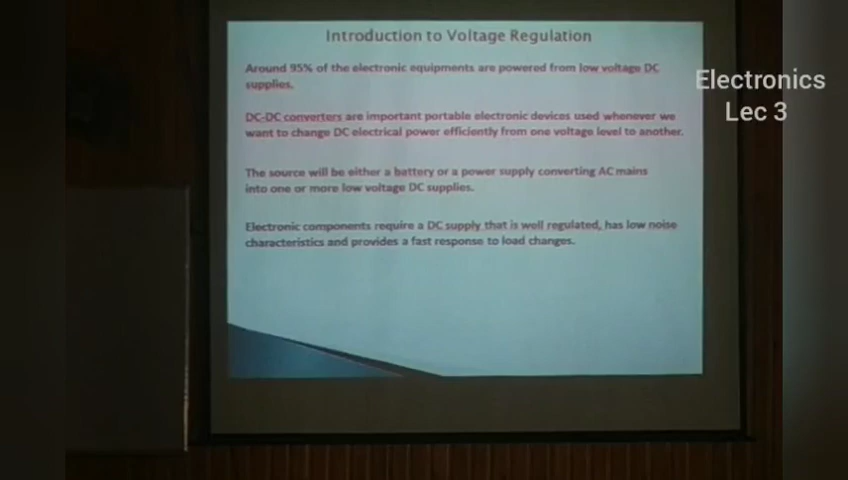 Introduction to Voltage Regulation
Around 95% of the electronic equipments are powered from low voltage DC
supplies.
DC-DC converters are important portable electronic devices used whenever we
want to change DC electrical power efficiently from one voltage level to another.
The source will be either a battery or a power supply converting AC mains
into one or more low voltage DC supplies.
Electronic components require a DC supply that is well regulated, has low noise
characteristics and provides a fast response to load changes.
Electronics
Lec 3